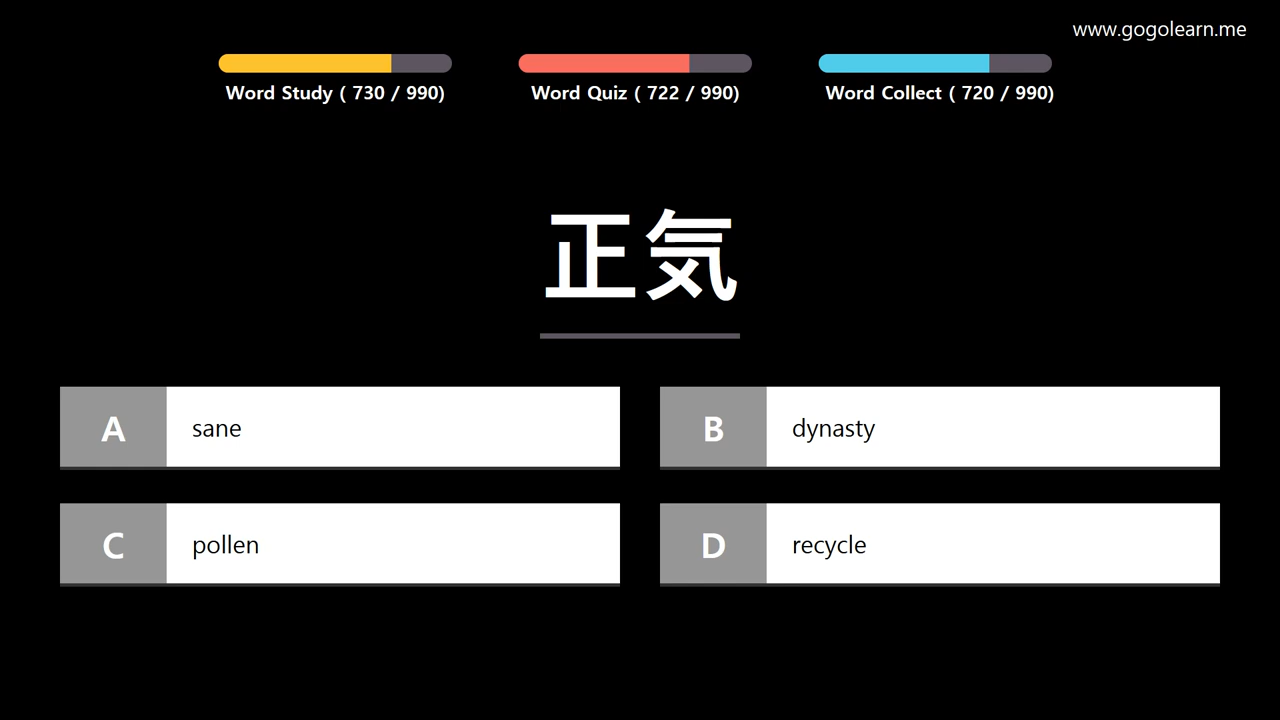 www.gogolearn.me
Word Study ( 730 / 990)
Word Quiz ( 722 / 990)
Word Collect ( 720 / 990)
正気
A sane
B dynasty
C pollen
D recycle